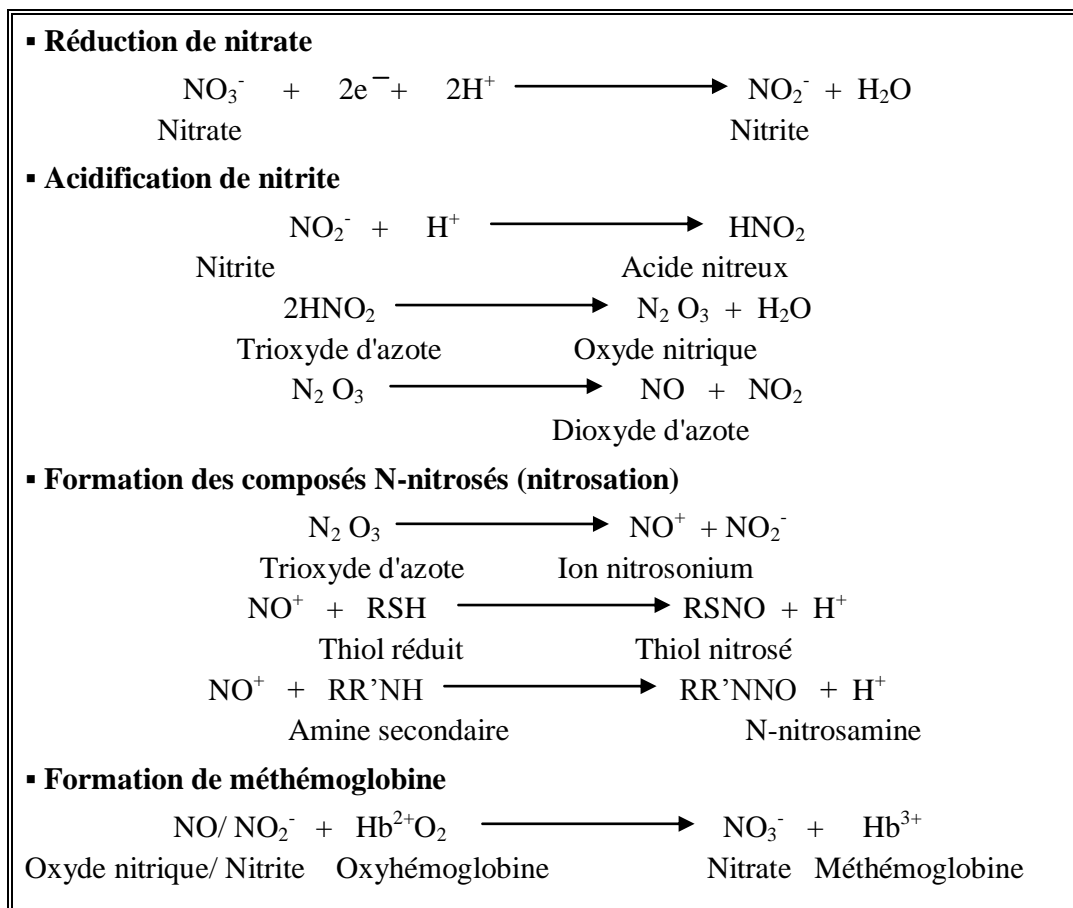 ▪ Réduction de nitrate
NO₃⁻ + 2e⁻ + 2H⁺ ⟶ NO₂⁻ + H₂O
Nitrate Nitrite
▪ Acidification de nitrite
NO₂⁻ + H⁺ ⟶ HNO₂
Nitrite Acide nitreux
2HNO₂ ⟶ N₂ O₃ + H₂O
Trioxyde d'azote Oxyde nitrique
N₂ O₃ ⟶ NO + NO₂
Dioxyde d'azote
▪ Formation des composés N-nitrosés (nitrosation)
N₂ O₃ ⟶ NO⁺ + NO₂⁻
Trioxyde d'azote Ion nitrosonium
NO⁺ + RSH ⟶ RSNO + H⁺
Thiol réduit Thiol nitrosé
NO⁺ + RR’NH ⟶ RR’NNO + H⁺
Amine secondaire N-nitrosamine
▪ Formation de méthémoglobine
NO/ NO₂⁻ + Hb²⁺O₂ ⟶ NO₃⁻ + Hb³⁺
Oxyde nitrique/ Nitrite Oxyhémoglobine Nitrate Méthémoglobine